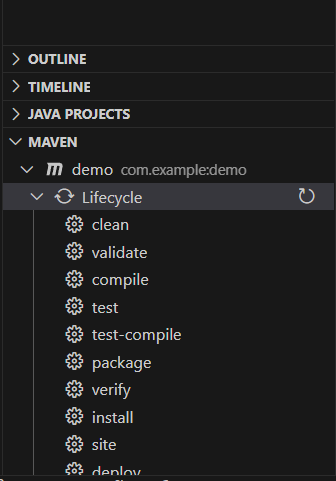 OUTLINE
TIMELINE
JAVA PROJECTS
MAVEN
demo com.example:demo
Lifecycle
clean
validate
compile
test
test-compile
package
verify
install
site
deploy